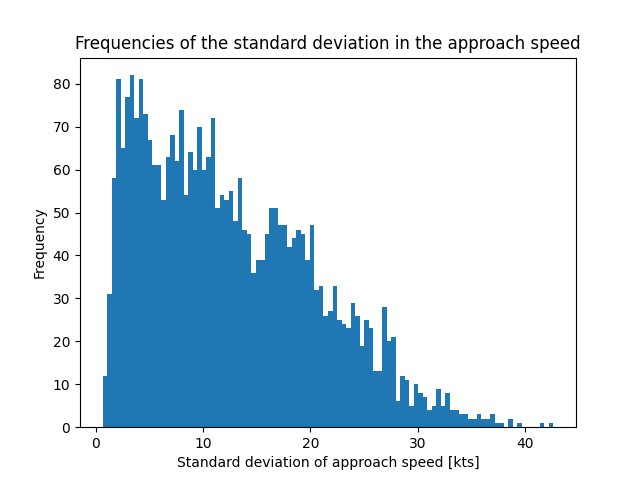 Frequencies of the standard deviation in the approach speed
80
70
60
50
40
30
20
10
0
Frequency
0 10 20 30 40
Standard deviation of approach speed [kts]